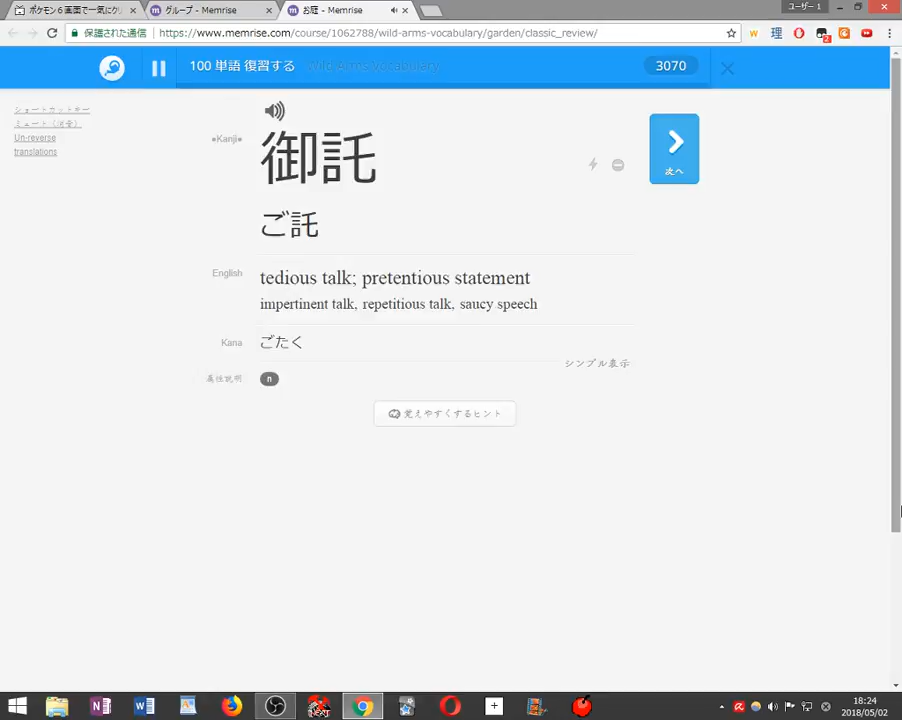 ポケモン６画面で一気にク
グループ - Memrise
お冠 - Memrise
ユーザー 1
保護された通信
https://www.memrise.com/course/1062788/wild-arms-vocabulary/garden/classic_review/
100 単語 復習する
Wild Arms Vocabulary
3070
ショートカットキー
ミュート（消音）
Un-reverse
translations
●Kanji●
御託
ご託
次へ
English
tedious talk; pretentious statement
impertinent talk, repetitious talk, saucy speech
Kana
ごたく
シンプル表示
属性説明
n
覚えやすくするヒント
18:24
2018/05/02